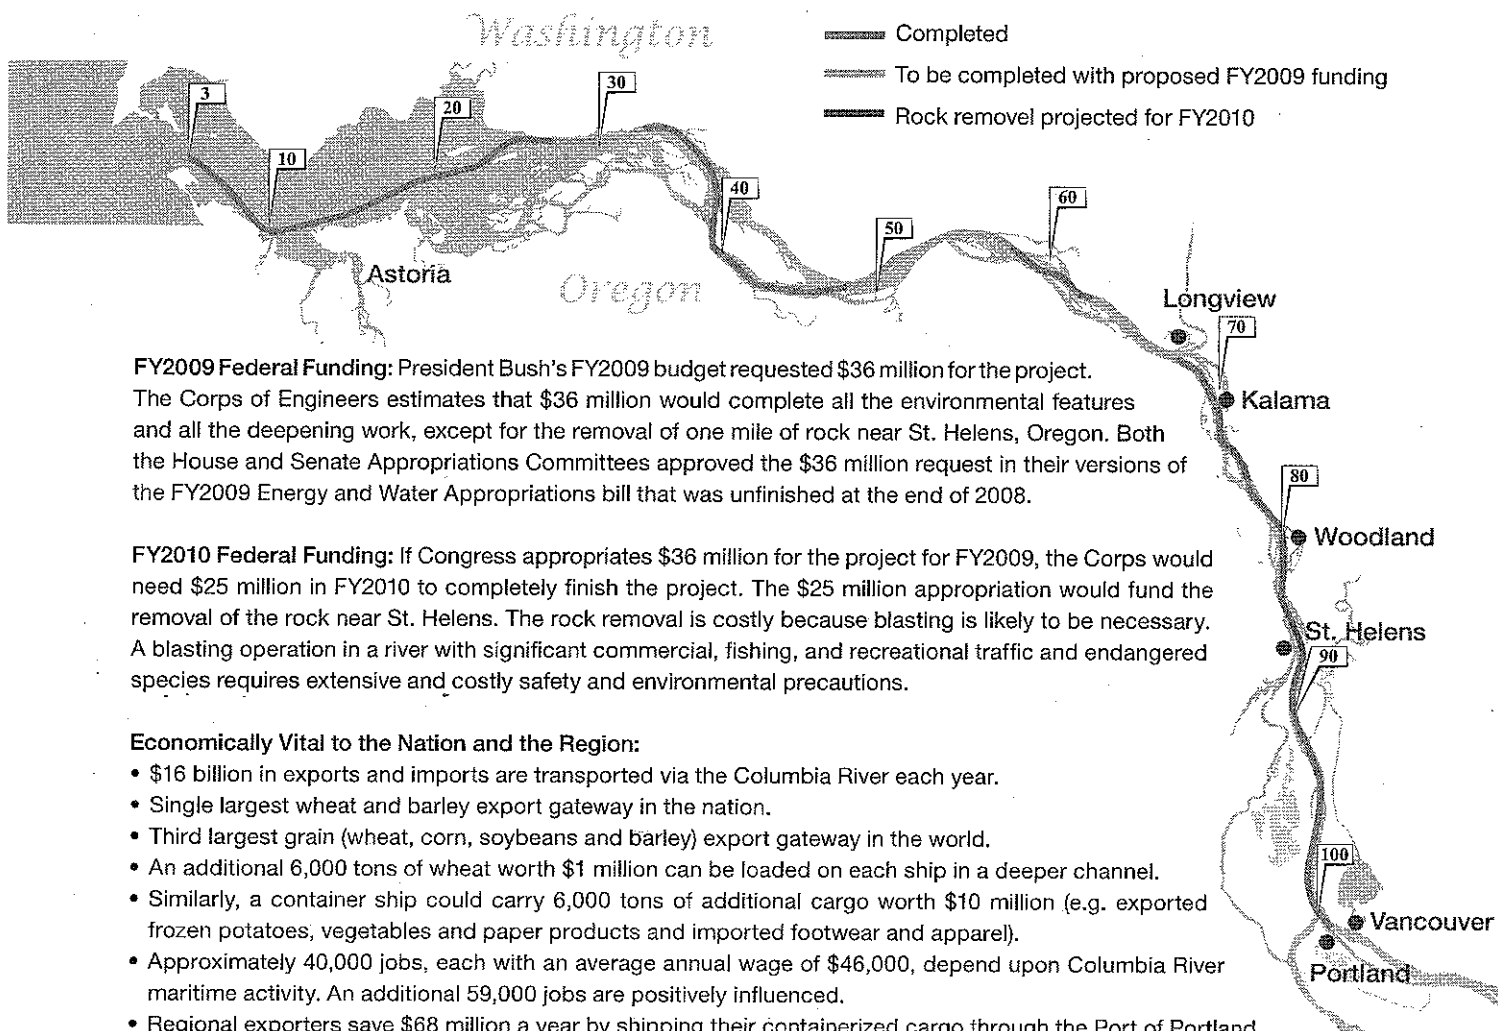 Washington
Completed
To be completed with proposed FY2009 funding
Rock removel projected for FY2010
3
10
20
30
40
50
60
70
80
90
100
Astoria
Oregon
Longview
Kalama
Woodland
St. Helens
Vancouver
Portland
FY2009 Federal Funding: President Bush's FY2009 budget requested $36 million for the project.
The Corps of Engineers estimates that $36 million would complete all the environmental features
and all the deepening work, except for the removal of one mile of rock near St. Helens, Oregon. Both
the House and Senate Appropriations Committees approved the $36 million request in their versions of
the FY2009 Energy and Water Appropriations bill that was unfinished at the end of 2008.
FY2010 Federal Funding: If Congress appropriates $36 million for the project for FY2009, the Corps would
need $25 million in FY2010 to completely finish the project. The $25 million appropriation would fund the
removal of the rock near St. Helens. The rock removal is costly because blasting is likely to be necessary.
A blasting operation in a river with significant commercial, fishing, and recreational traffic and endangered
species requires extensive and costly safety and environmental precautions.
Economically Vital to the Nation and the Region:
• $16 billion in exports and imports are transported via the Columbia River each year.
• Single largest wheat and barley export gateway in the nation.
• Third largest grain (wheat, corn, soybeans and barley) export gateway in the world.
• An additional 6,000 tons of wheat worth $1 million can be loaded on each ship in a deeper channel.
• Similarly, a container ship could carry 6,000 tons of additional cargo worth $10 million (e.g. exported
frozen potatoes, vegetables and paper products and imported footwear and apparel).
• Approximately 40,000 jobs, each with an average annual wage of $46,000, depend upon Columbia River
maritime activity. An additional 59,000 jobs are positively influenced.
• Regional exporters save $68 million a year by shipping their containerized cargo through the Port of Portland